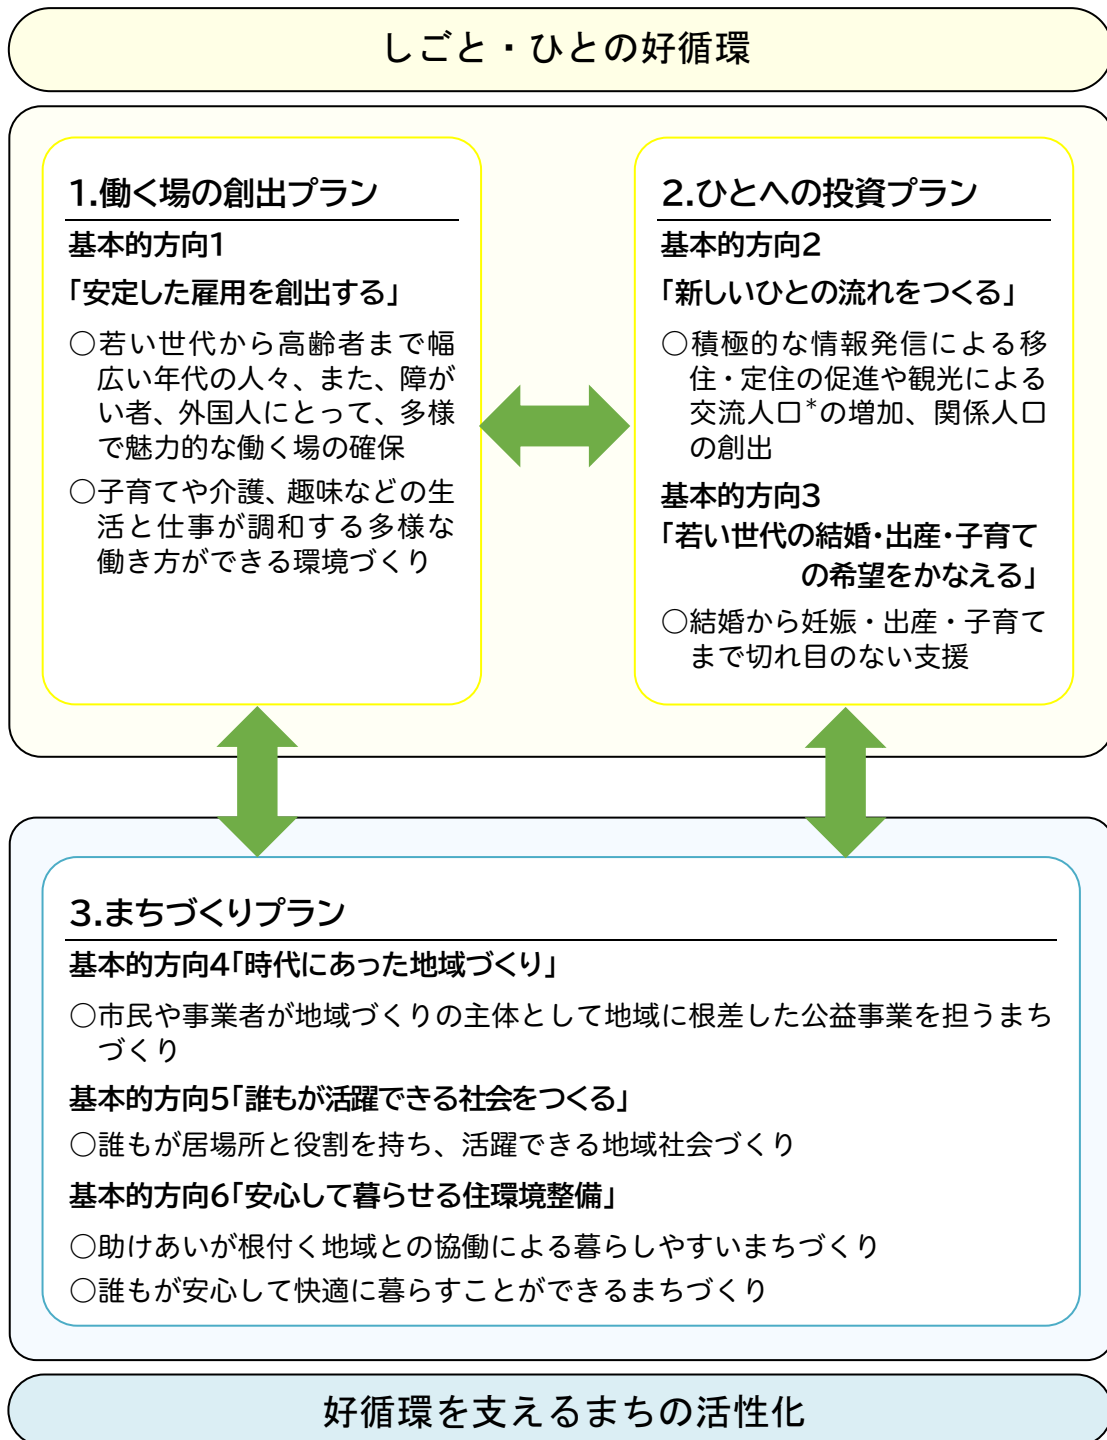 しごと・ひとの好循環
1.働く場の創出プラン
基本的方向1
「安定した雇用を創出する」
○若い世代から高齢者まで幅
広い年代の人々、また、障が
い者、外国人にとって、多様
で魅力的な働く場の確保
○子育てや介護、趣味などの生
活と仕事が調和する多様な
働き方ができる環境づくり
2.ひとへの投資プラン
基本的方向2
「新しいひとの流れをつくる」
○積極的な情報発信による移
住・定住の促進や観光による
交流人口*の増加、関係人口
の創出
基本的方向3
「若い世代の結婚・出産・子育て
の希望をかなえる」
○結婚から妊娠・出産・子育て
まで切れ目のない支援
3.まちづくりプラン
基本的方向4「時代にあった地域づくり」
○市民や事業者が地域づくりの主体として地域に根差した公益事業を担うまち
づくり
基本的方向5「誰もが活躍できる社会をつくる」
○誰もが居場所と役割を持ち、活躍できる地域社会づくり
基本的方向6「安心して暮らせる住環境整備」
○助けあいが根付く地域との協働による暮らしやすいまちづくり
○誰もが安心して快適に暮らすことができるまちづくり
好循環を支えるまちの活性化